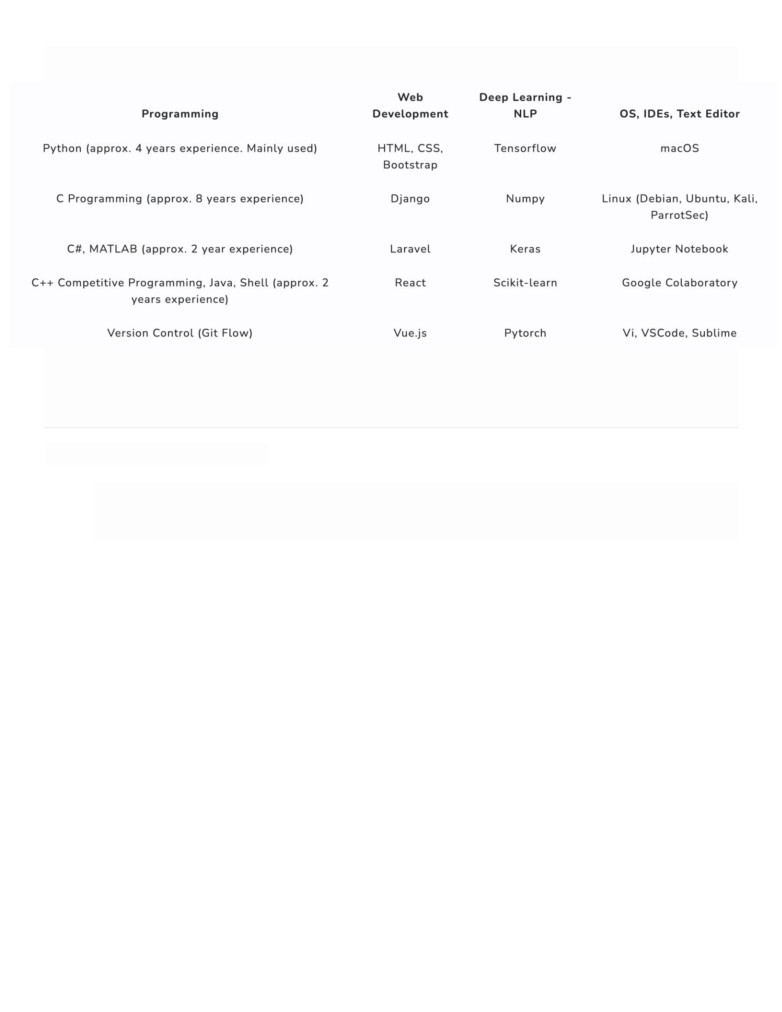 Programming
Web
Development
Deep Learning -
NLP
OS, IDEs, Text Editor
Python (approx. 4 years experience. Mainly used)
HTML, CSS,
Bootstrap
Tensorflow
macOS
C Programming (approx. 8 years experience)
Django
Numpy
Linux (Debian, Ubuntu, Kali,
ParrotSec)
C#, MATLAB (approx. 2 year experience)
Laravel
Keras
Jupyter Notebook
C++ Competitive Programming, Java, Shell (approx. 2
years experience)
React
Scikit-learn
Google Colaboratory
Version Control (Git Flow)
Vue.js
Pytorch
Vi, VSCode, Sublime